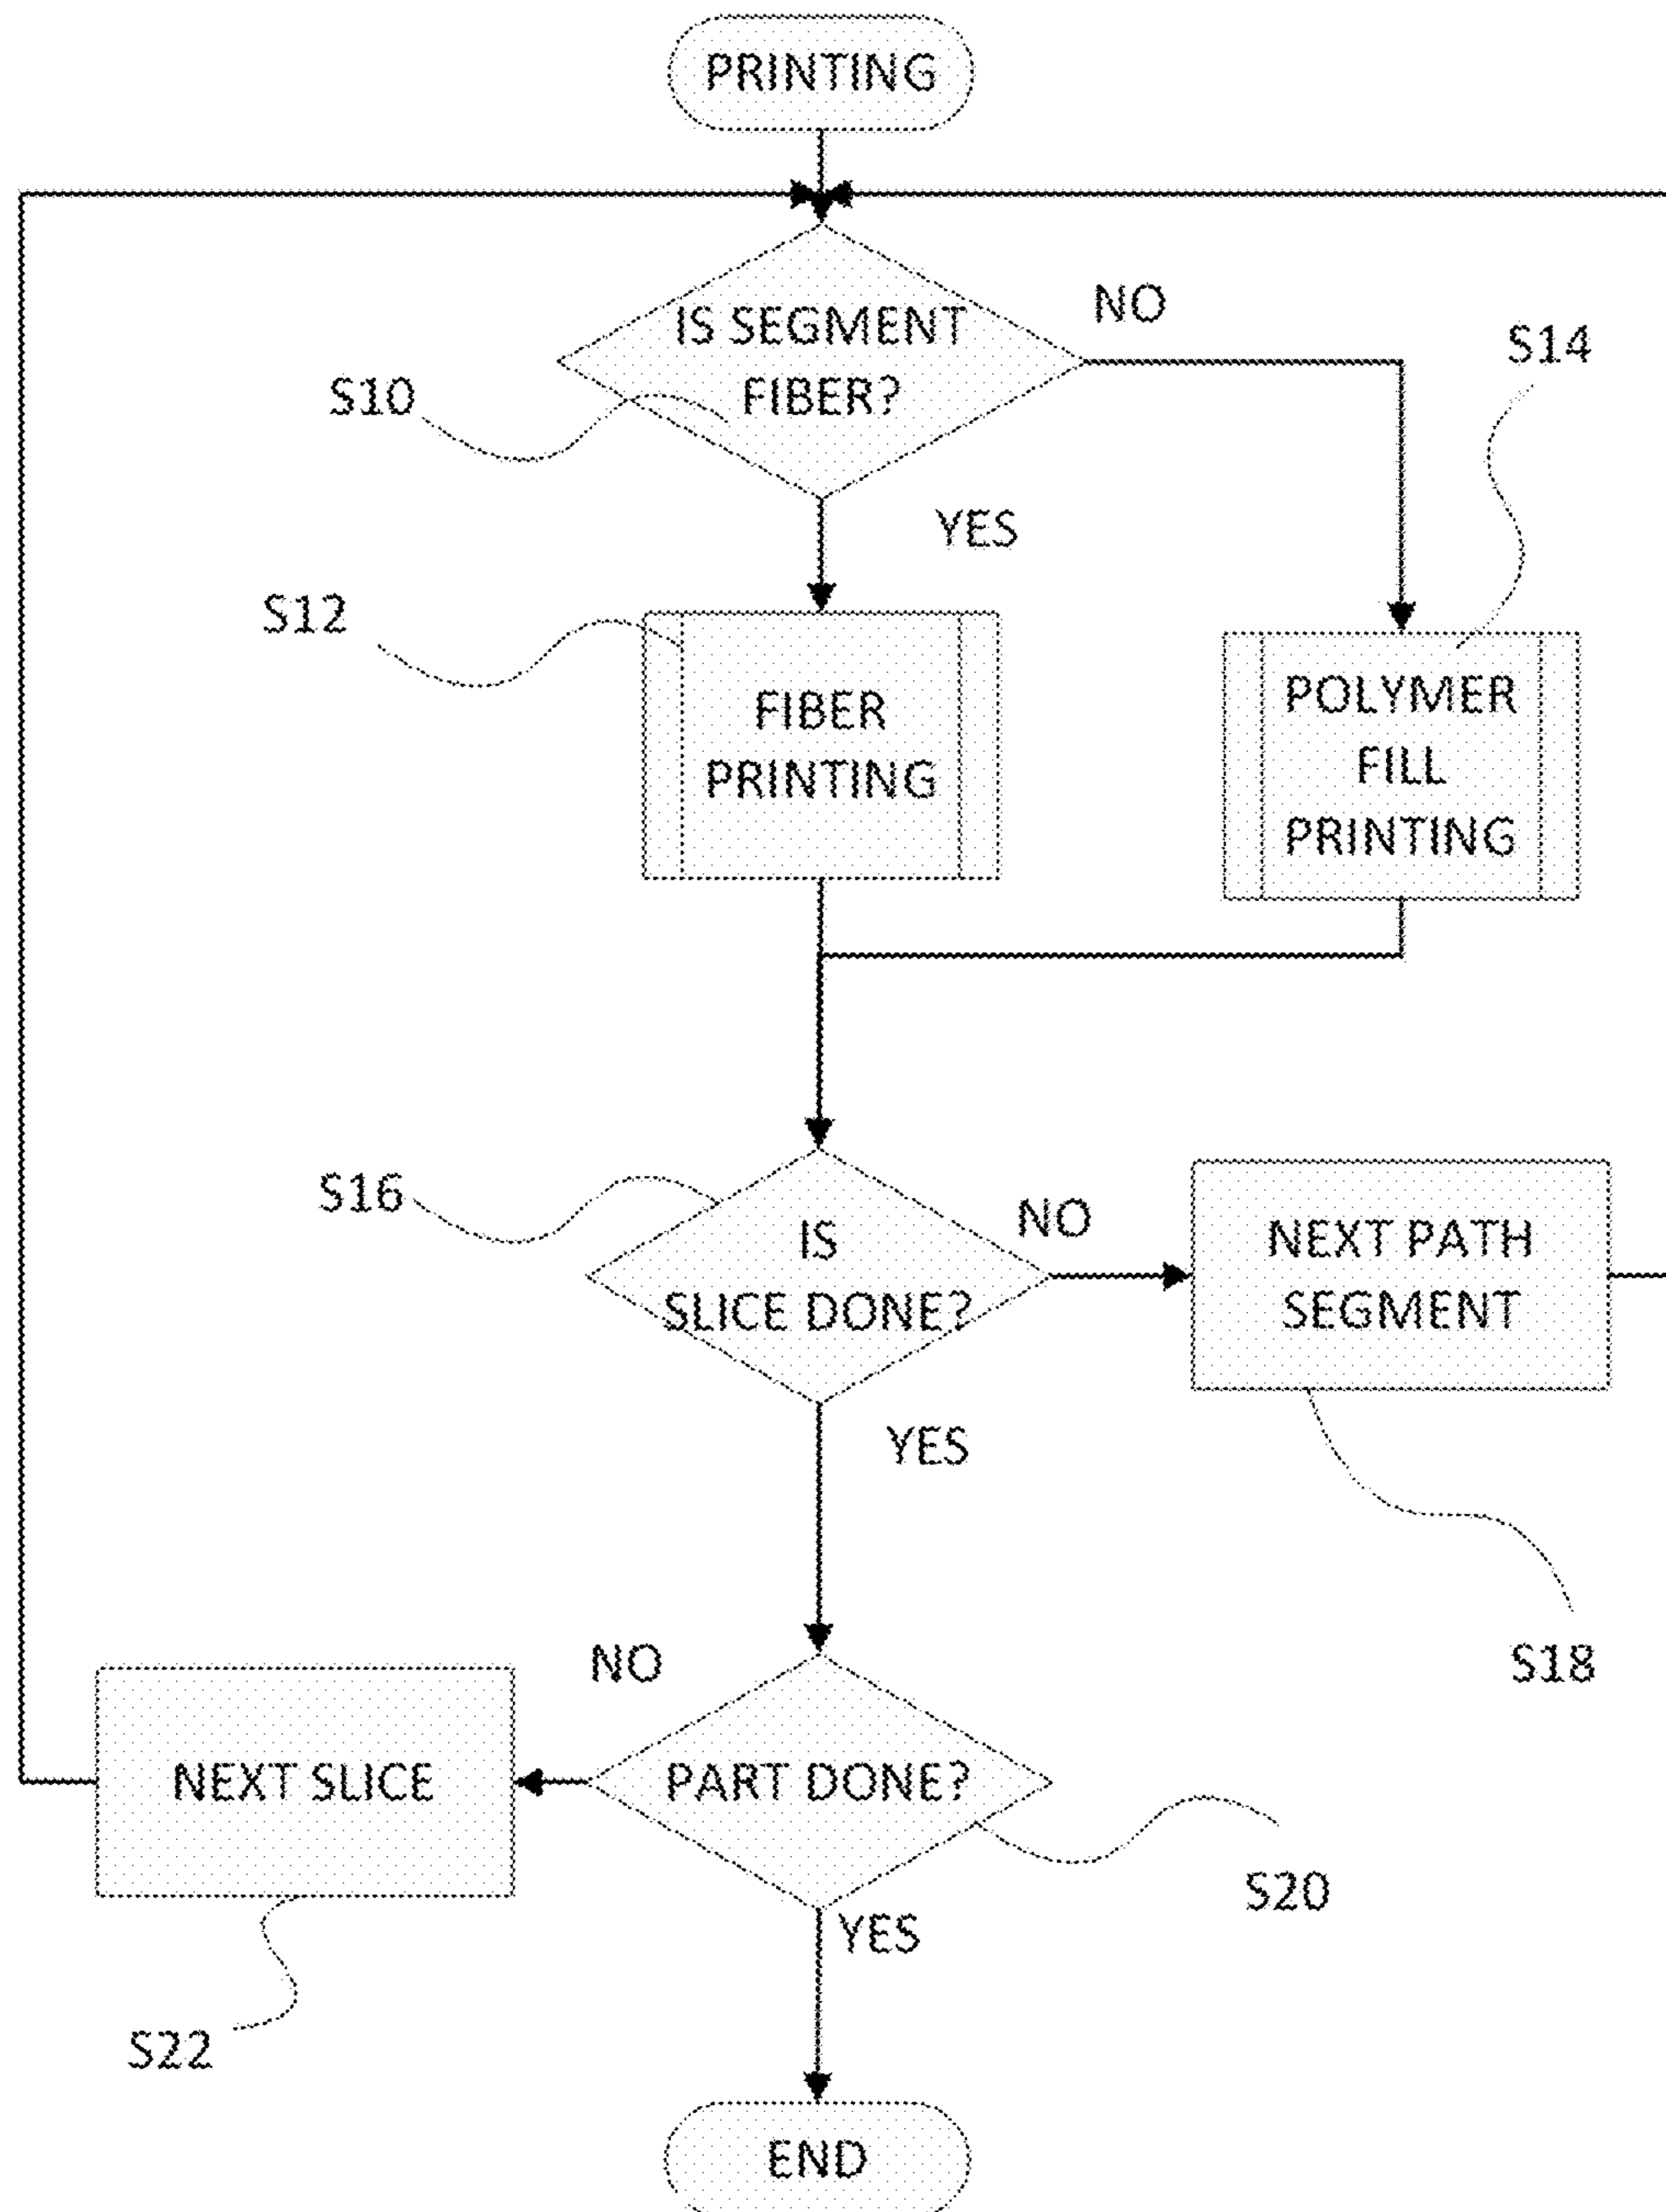 PRINTING
IS SEGMENT
FIBER?
NO
S14
S10
YES
S12
FIBER
PRINTING
POLYMER
FILL
PRINTING
S16
IS
SLICE DONE?
NO
NEXT PATH
SEGMENT
YES
S18
NO
NEXT SLICE
PART DONE?
S20
YES
S22
END